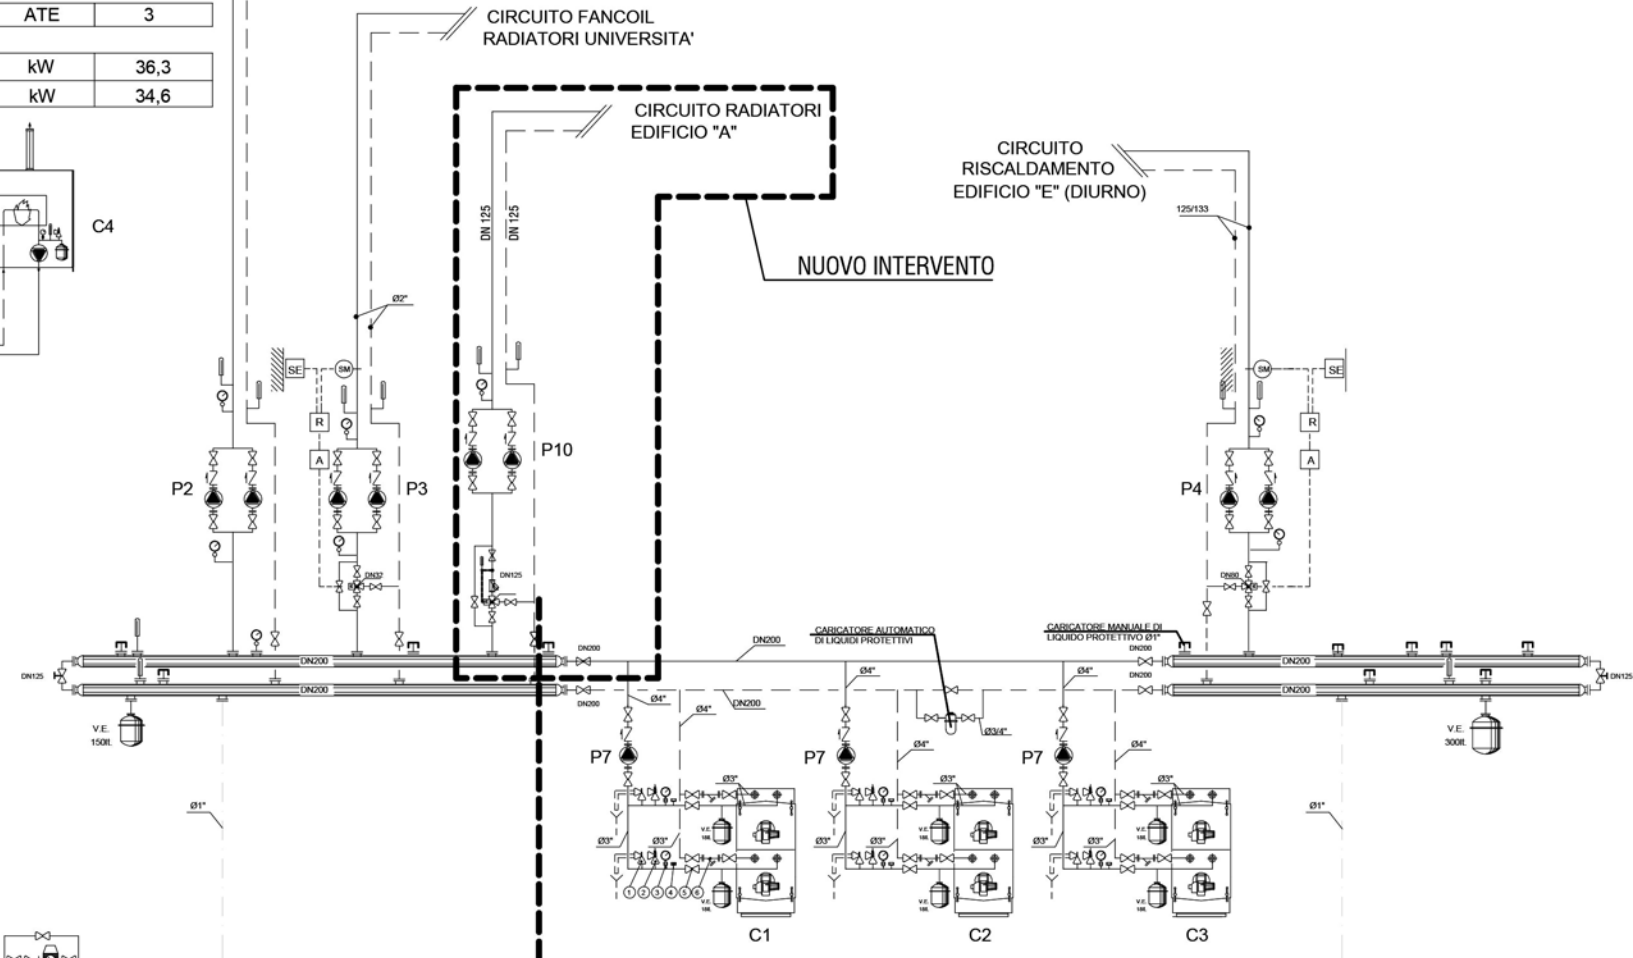 ATE 3
kW 36,3
kW 34,6
C4
CIRCUITO FANCOIL
RADIATORI UNIVERSITA'
CIRCUITO RADIATORI
EDIFICIO "A"
CIRCUITO
RISCALDAMENTO
EDIFICIO "E" (DIURNO)
125/133
DN 125
DN 125
NUOVO INTERVENTO
Ø2"
SE
SM
R
A
SM
SE
R
A
P2
P3
P10
P4
DN32
DN125
DN80
CARICATORE AUTOMATICO
DI LIQUIDI PROTETTIVI
CARICATORE MANUALE DI
LIQUIDO PROTETTIVO Ø1"
DN200
DN200
DN200
DN200
DN200
DN125
DN200
DN200
DN200
DN200
DN200
DN125
Ø4"
Ø4"
Ø4"
Ø4"
Ø4"
Ø4"
Ø4"
Ø3/4"
V.E.
150lt.
V.E.
300lt.
P7
P7
P7
Ø1"
Ø1"
Ø3"
Ø3"
Ø3"
Ø3"
Ø3"
Ø3"
Ø3"
Ø3"
Ø3"
V.E.
V.E.
V.E.
V.E.
V.E.
V.E.
1 2 3 4 5 6
C1
C2
C3